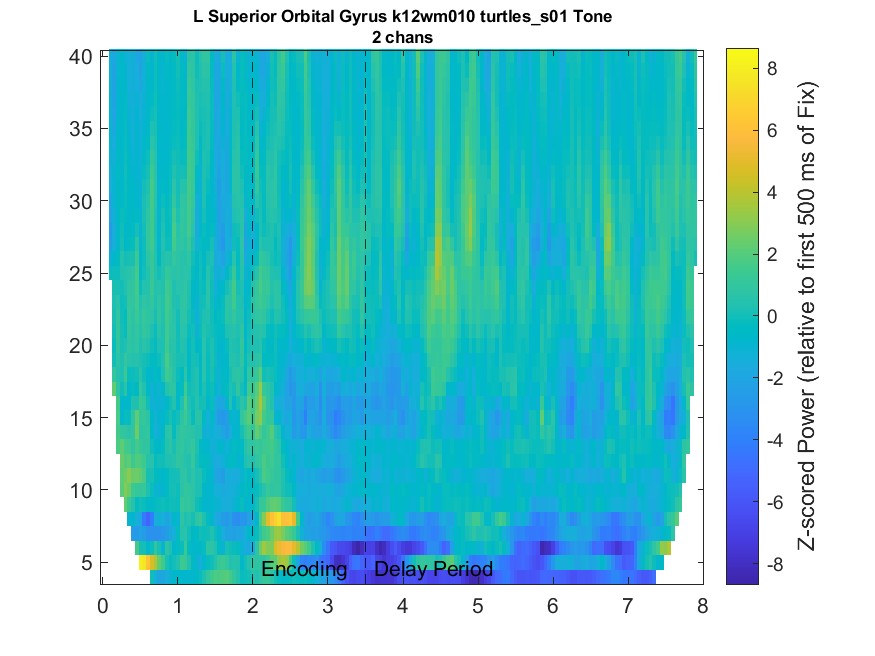 L Superior Orbital Gyrus k12wm010 turtles_s01 Tone
2 chans
40
35
30
25
20
15
10
5
0 1 2 3 4 5 6 7 8
Encoding
Delay Period
8
6
4
2
0
-2
-4
-6
-8
Z-scored Power (relative to first 500 ms of Fix)